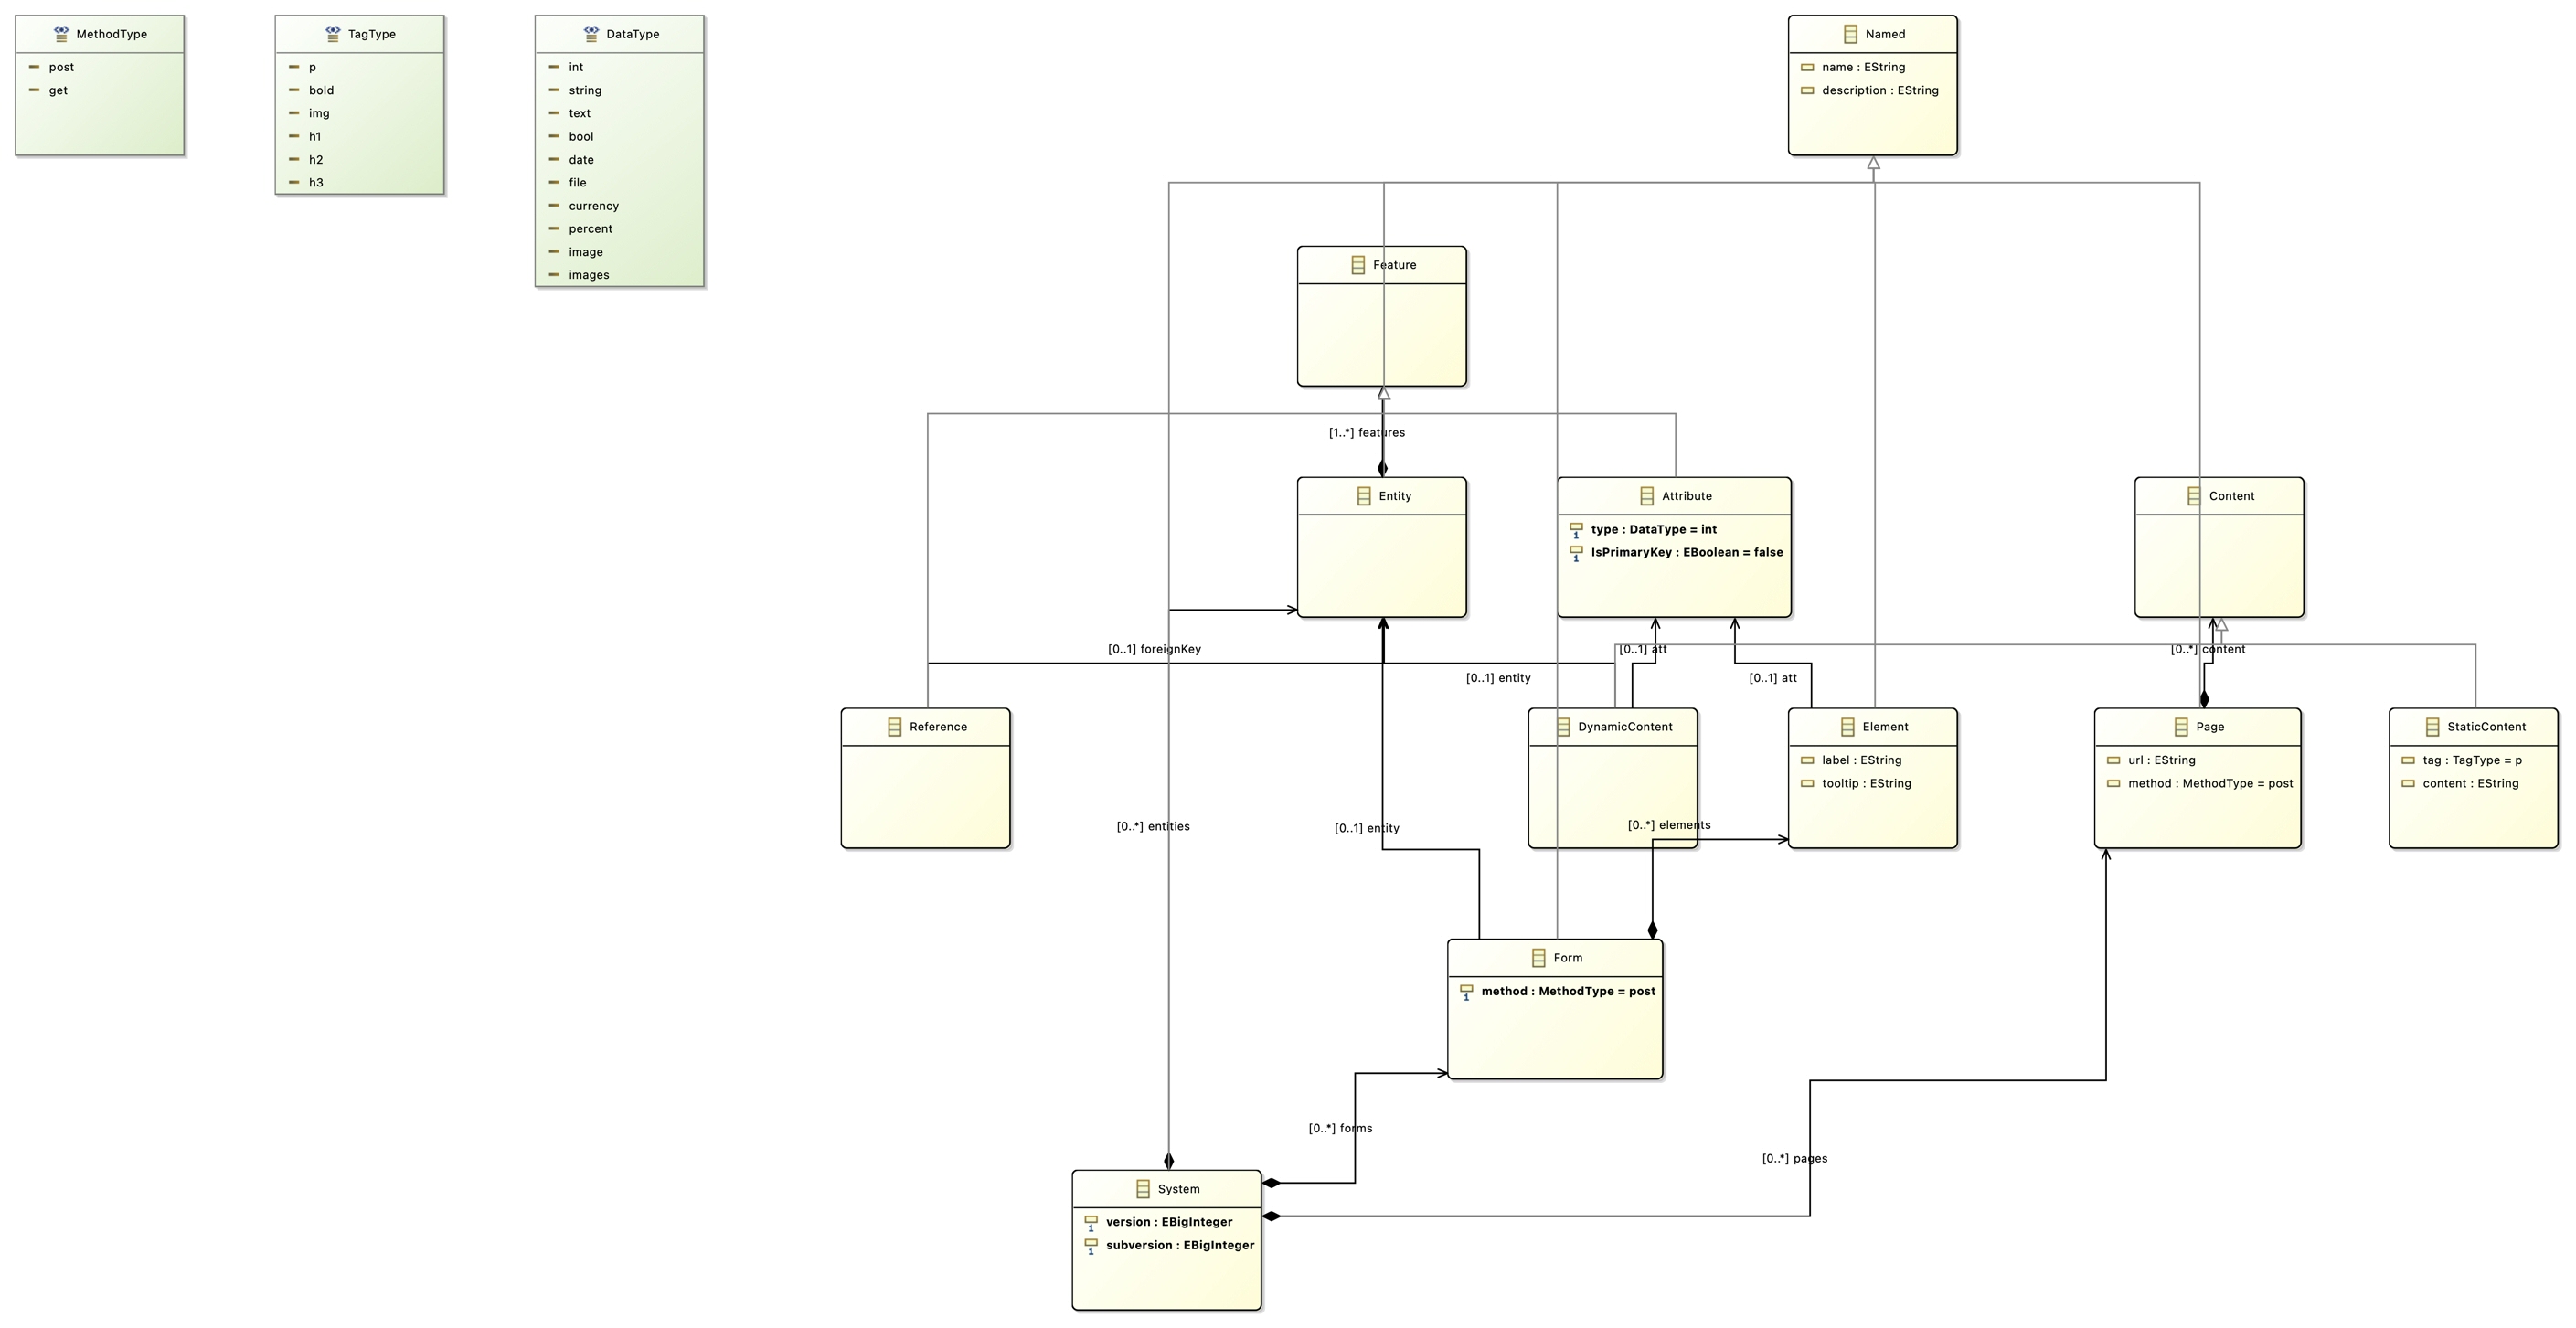 MethodType
post
get
TagType
p
bold
img
h1
h2
h3
DataType
int
string
text
bool
date
file
currency
percent
image
images
Named
name : EString
description : EString
Feature
[1..*] features
Entity
Attribute
type : DataType = int
IsPrimaryKey : EBoolean = false
Content
[0..1] foreignKey
[0..1] att
[0..*] content
[0..1] entity
[0..1] att
Reference
DynamicContent
Element
label : EString
tooltip : EString
Page
url : EString
method : MethodType = post
StaticContent
tag : TagType = p
content : EString
[0..*] entities
[0..1] entity
[0..*] elements
Form
method : MethodType = post
[0..*] forms
[0..*] pages
System
version : EBigInteger
subversion : EBigInteger